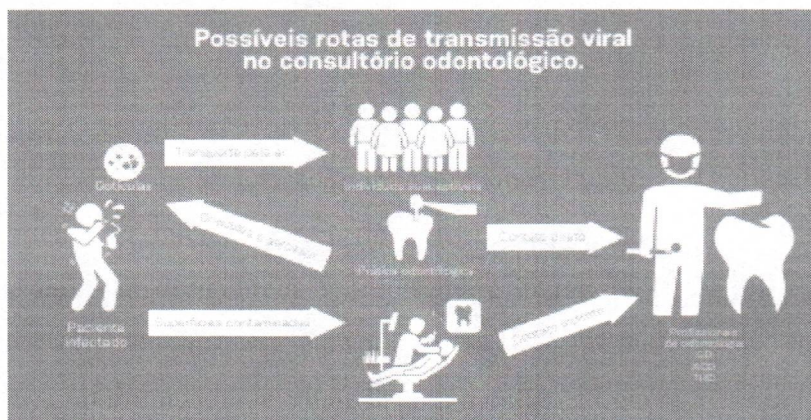 Possíveis rotas de transmissão viral
no consultório odontológico.
Transporte pelo ar
Gotículas
Indivíduos susceptíveis
Gotículas e aerossóis
Contato direto
Prática odontológica
Superfícies contaminadas
Paciente
infectado
Contato indireto
Profissionais
de odontologia
CD